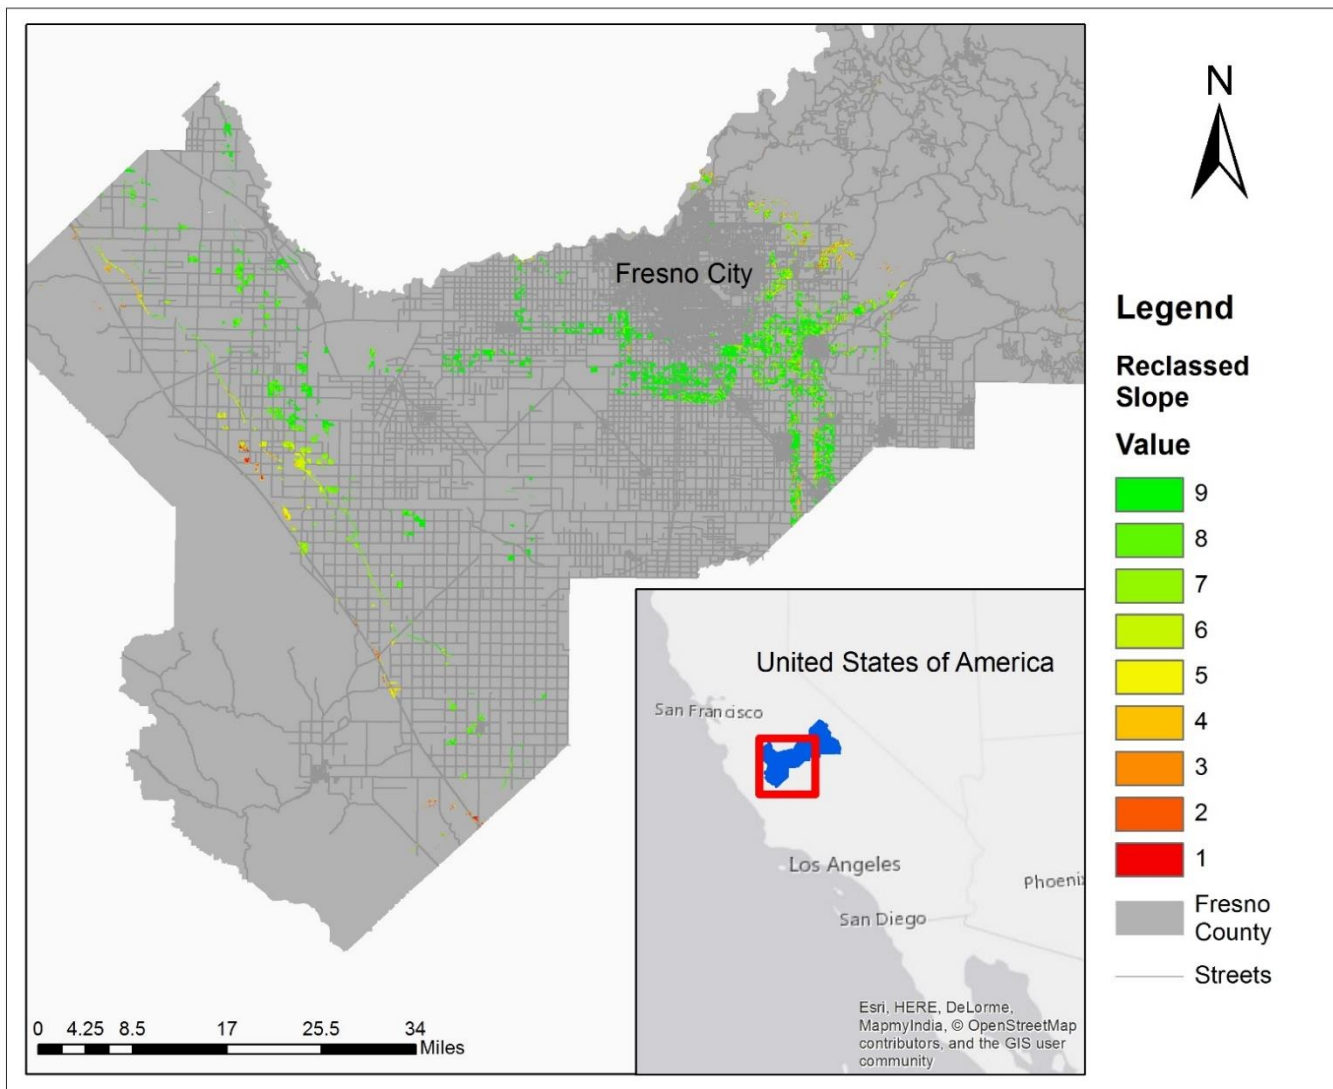 N
Fresno City
Legend
Reclassed
Slope
Value
9
8
7
6
5
4
3
2
1
Fresno
County
Streets
United States of America
San Francisco
Los Angeles
San Diego
Phoeni
Esri, HERE, DeLorme,
MapmyIndia, © OpenStreetMap
contributors, and the GIS user
community
0 4.25 8.5 17 25.5 34
Miles